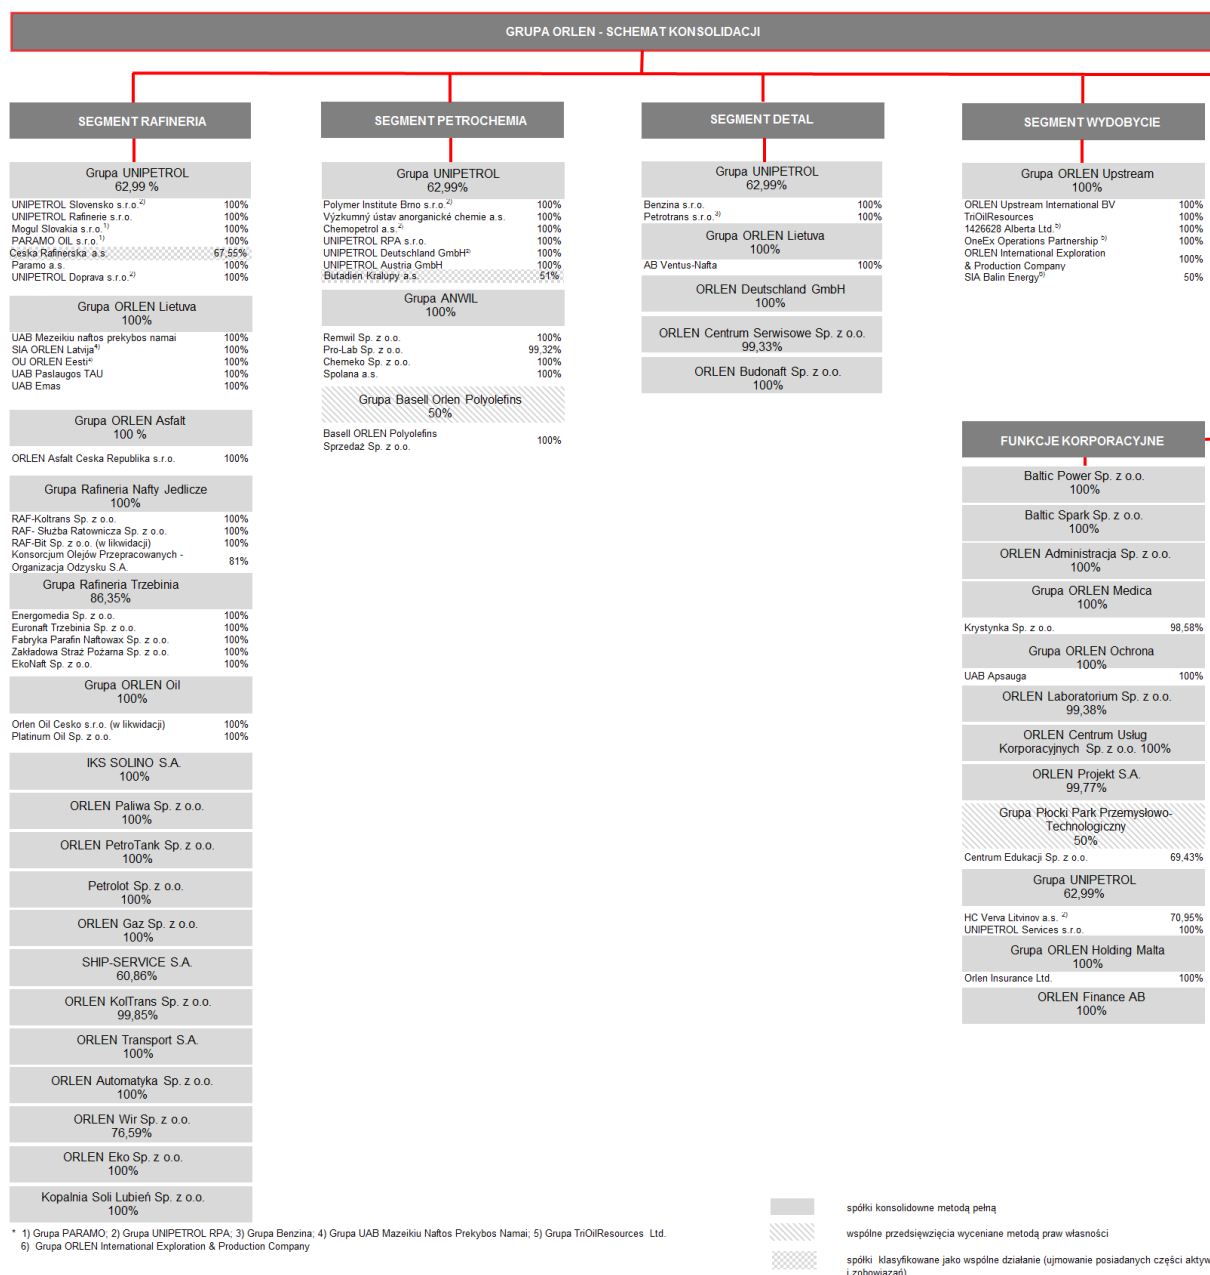 GRUPA ORLEN - SCHEMAT KONSOLIDACJI
SEGMENT RAFINERIA
Grupa UNIPETROL
62,99 %
UNIPETROL Slovensko s.r.o.2) 100%
UNIPETROL Rafinerie s.r.o. 100%
Mogul Slovakia s.r.o.1) 100%
PARAMO OIL s.r.o.1) 100%
Ceska Rafinerska a.s. 67,55%
Paramo a.s. 100%
UNIPETROL Doprava s.r.o.2) 100%
Grupa ORLEN Lietuva
100%
UAB Mezeikiu naftos prekybos namai 100%
SIA ORLEN Latvija4) 100%
OU ORLEN Eesti4) 100%
UAB Paslaugos TAU 100%
UAB Emas 100%
Grupa ORLEN Asfalt
100 %
ORLEN Asfalt Ceska Republika s.r.o. 100%
Grupa Rafineria Nafty Jedlicze
100%
RAF-Koltrans Sp. z o.o. 100%
RAF- Służba Ratownicza Sp. z o.o. 100%
RAF-Bit Sp. z o.o. (w likwidacji) 100%
Konsorcjum Olejów Przepracowanych -
Organizacja Odzysku S.A. 81%
Grupa Rafineria Trzebinia
86,35%
Energomedia Sp. z o.o. 100%
Euronaft Trzebinia Sp. z o.o. 100%
Fabryka Parafin Naftowax Sp. z o.o. 100%
Zakładowa Straż Pożarna Sp. z o.o. 100%
EkoNaft Sp. z o.o. 100%
Grupa ORLEN Oil
100%
Orlen Oil Cesko s.r.o. (w likwidacji) 100%
Platinum Oil Sp. z o.o. 100%
IKS SOLINO S.A.
100%
ORLEN Paliwa Sp. z o.o.
100%
ORLEN PetroTank Sp. z o.o.
100%
Petrolot Sp. z o.o.
100%
ORLEN Gaz Sp. z o.o.
100%
SHIP-SERVICE S.A.
60,86%
ORLEN KolTrans Sp. z o.o.
99,85%
ORLEN Transport S.A.
100%
ORLEN Automatyka Sp. z o.o.
100%
ORLEN Wir Sp. z o.o.
76,59%
ORLEN Eko Sp. z o.o.
100%
Kopalnia Soli Lubień Sp. z o.o.
100%
SEGMENT PETROCHEMIA
Grupa UNIPETROL
62,99%
Polymer Institute Brno s.r.o.2) 100%
Výzkumný ústav anorganické chemie a.s. 100%
Chemopetrol a.s.2) 100%
UNIPETROL RPA s.r.o. 100%
UNIPETROL Deutschland GmbH2) 100%
UNIPETROL Austria GmbH 100%
Butadien Kralupy a.s. 51%
Grupa ANWIL
100%
Remwil Sp. z o.o. 100%
Pro-Lab Sp. z o.o. 99,32%
Chemeko Sp. z o.o. 100%
Spolana a.s. 100%
Grupa Basell Orlen Polyolefins
50%
Basell ORLEN Polyolefins
Sprzedaż Sp. z o.o. 100%
SEGMENT DETAL
Grupa UNIPETROL
62,99%
Benzina s.r.o. 100%
Petrotrans s.r.o.3) 100%
Grupa ORLEN Lietuva
100%
AB Ventus-Nafta 100%
ORLEN Deutschland GmbH
100%
ORLEN Centrum Serwisowe Sp. z o.o.
99,33%
ORLEN Budonaft Sp. z o.o.
100%
SEGMENT WYDOBYCIE
Grupa ORLEN Upstream
100%
ORLEN Upstream International BV 100%
TriOilResources 100%
1426628 Alberta Ltd.5) 100%
OneEx Operations Partnership 5) 100%
ORLEN International Exploration
& Production Company 100%
SIA Balin Energy6) 50%
FUNKCJE KORPORACYJNE
Baltic Power Sp. z o.o.
100%
Baltic Spark Sp. z o.o.
100%
ORLEN Administracja Sp. z o.o.
100%
Grupa ORLEN Medica
100%
Krystynka Sp. z o.o. 98,58%
Grupa ORLEN Ochrona
100%
UAB Apsauga 100%
ORLEN Laboratorium Sp. z o.o.
99,38%
ORLEN Centrum Usług
Korporacyjnych Sp. z o.o. 100%
ORLEN Projekt S.A.
99,77%
Grupa Płocki Park Przemysłowo-
Technologiczny
50%
Centrum Edukacji Sp. z o.o. 69,43%
Grupa UNIPETROL
62,99%
HC Verva Litvinov a.s. 2) 70,95%
UNIPETROL Services s.r.o. 100%
Grupa ORLEN Holding Malta
100%
Orlen Insurance Ltd. 100%
ORLEN Finance AB
100%
spółki konsolidowne metodą pełną
wspólne przedsięwzięcia wyceniane metodą praw własności
spółki klasyfikowane jako wspólne działanie (ujmowanie posiadanych części aktyw
i zobowiązań)
* 1) Grupa PARAMO; 2) Grupa UNIPETROL RPA; 3) Grupa Benzina; 4) Grupa UAB Mazeikiu Naftos Prekybos Namai; 5) Grupa TriOilResources Ltd.
6) Grupa ORLEN International Exploration & Production Company